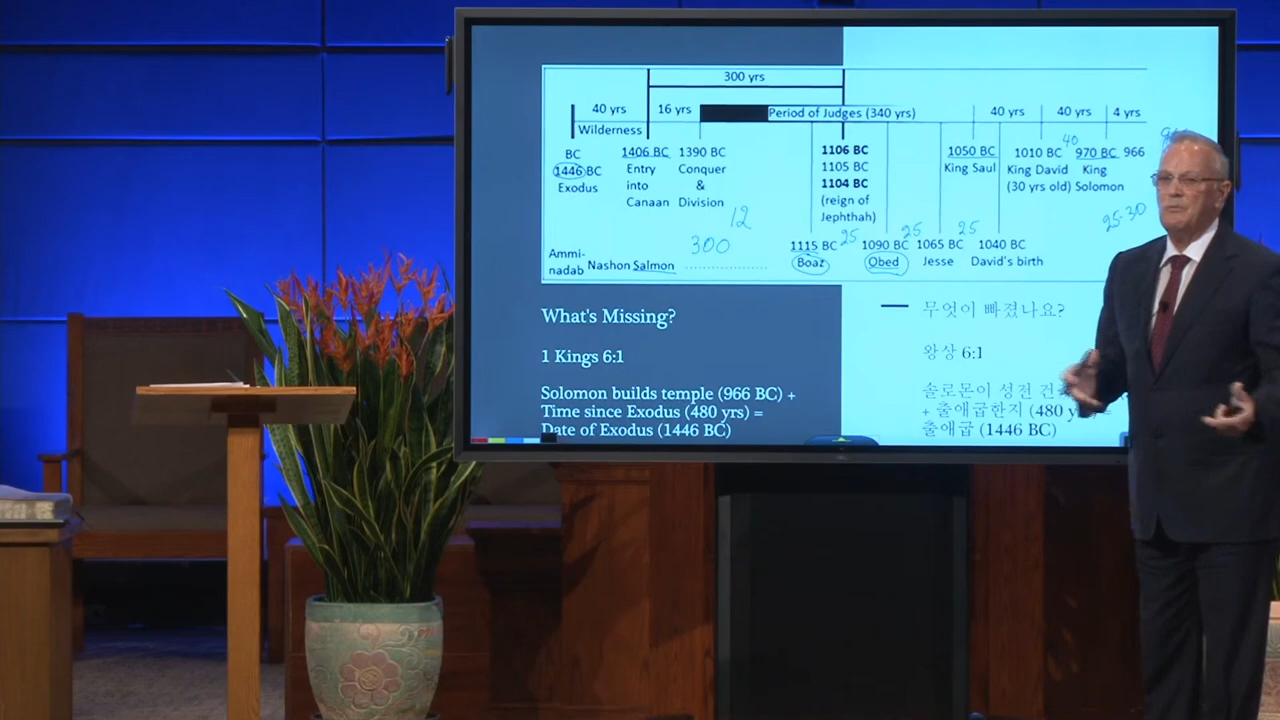 300 yrs
40 yrs 16 yrs Period of Judges (340 yrs) 40 yrs 40 yrs 4 yrs
Wilderness
BC 1406 BC 1390 BC 1106 BC 1050 BC 1010 BC 40 970 BC 966
1446 BC Entry Conquer 1105 BC King Saul King David King
Exodus into & 1104 BC (30 yrs old) Solomon
Canaan Division (reign of
Jephthah)
12 25-30
300 1115 BC 25 1090 BC 25 1065 BC 25 1040 BC
Ammi-
nadab Nashon Salmon .................. Boaz Obed Jesse David's birth
What's Missing?
무엇이 빠졌나요?
1 Kings 6:1
왕상 6:1
Solomon builds temple (966 BC) +
Time since Exodus (480 yrs) =
Date of Exodus (1446 BC)
솔로몬이 성전
+ 출애굽한지 (480 =
출애굽 (1446 BC)